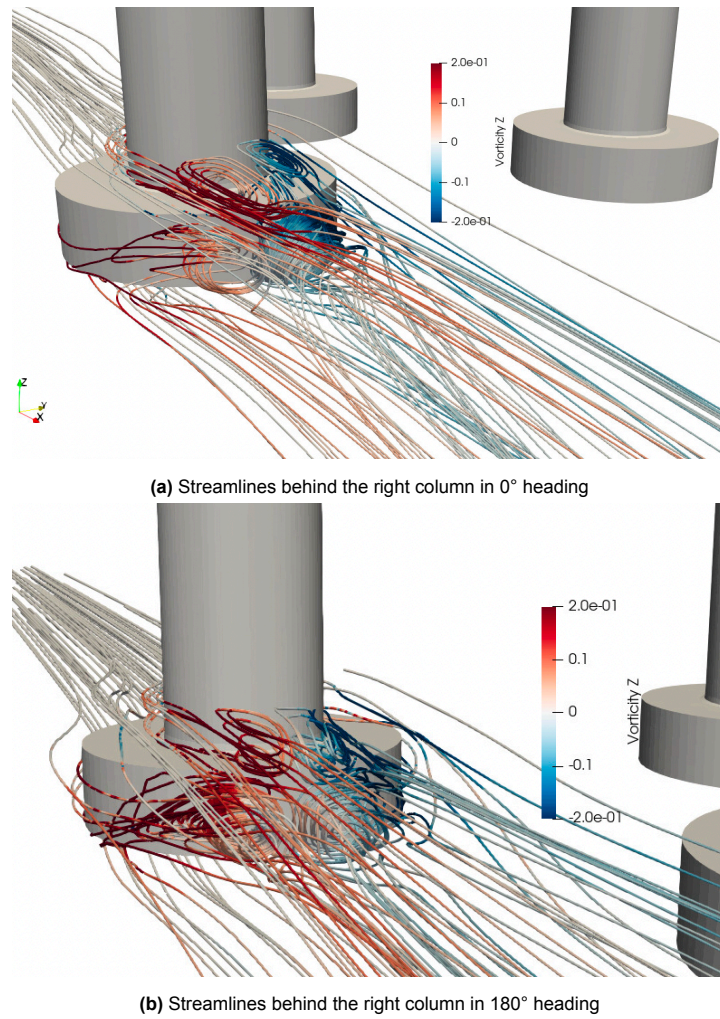 2.0e-01
0.1
0
-0.1
-2.0e-01
Vorticity Z
Z
Y
X
(a) Streamlines behind the right column in 0° heading
2.0e-01
0.1
0
-0.1
-2.0e-01
Vorticity Z
(b) Streamlines behind the right column in 180° heading